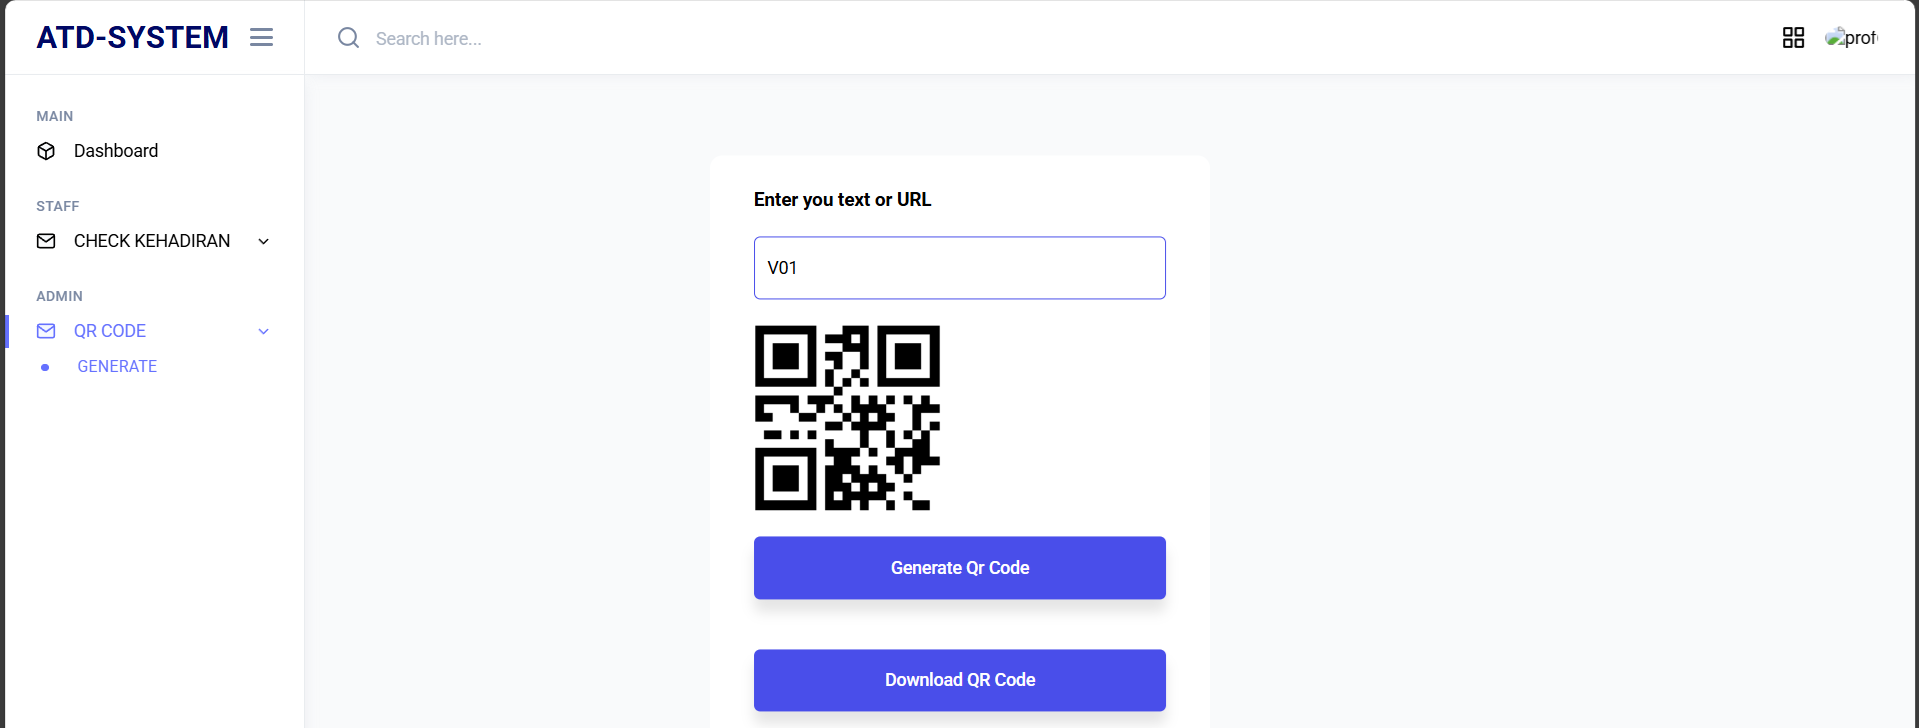 ATD-SYSTEM
Search here...
prof
MAIN
Dashboard
STAFF
CHECK KEHADIRAN
ADMIN
QR CODE
GENERATE
Enter you text or URL
V01
Generate Qr Code
Download QR Code